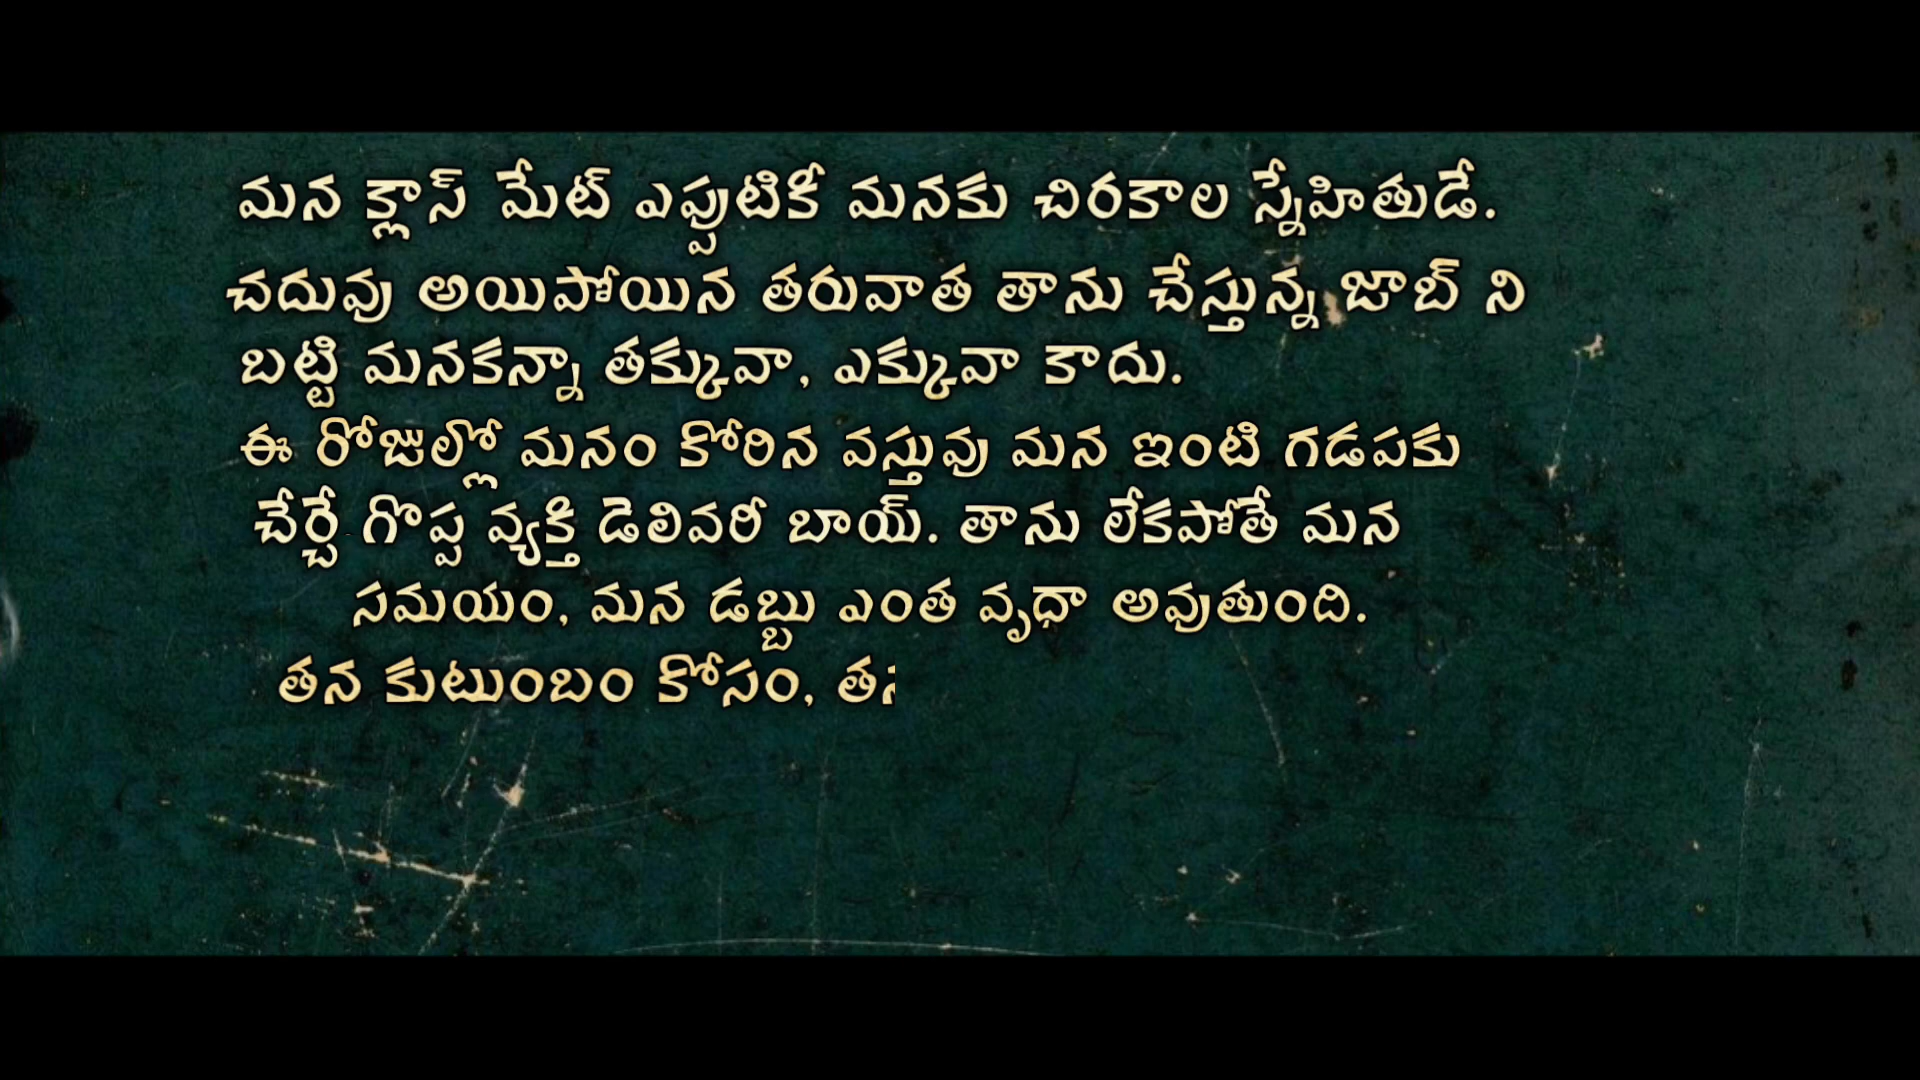 మన క్లాస్ మేట్ ఎప్పుటికీ మనకు చిరకాల స్నేహితుడే.
చదువు అయిపోయిన తరువాత తాను చేస్తున్న జాబ్ ని
బట్టి మనకన్నా తక్కువా, ఎక్కువా కాదు.
ఈ రోజుల్లో మనం కోరిన వస్తువు మన ఇంటి గడపకు
చేర్చే గొప్ప వ్యక్తి డెలివరీ బాయ్. తాను లేకపోతే మన
సమయం, మన డబ్బు ఎంత వృధా అవుతుంది.
తన కుటుంబం కోసం,